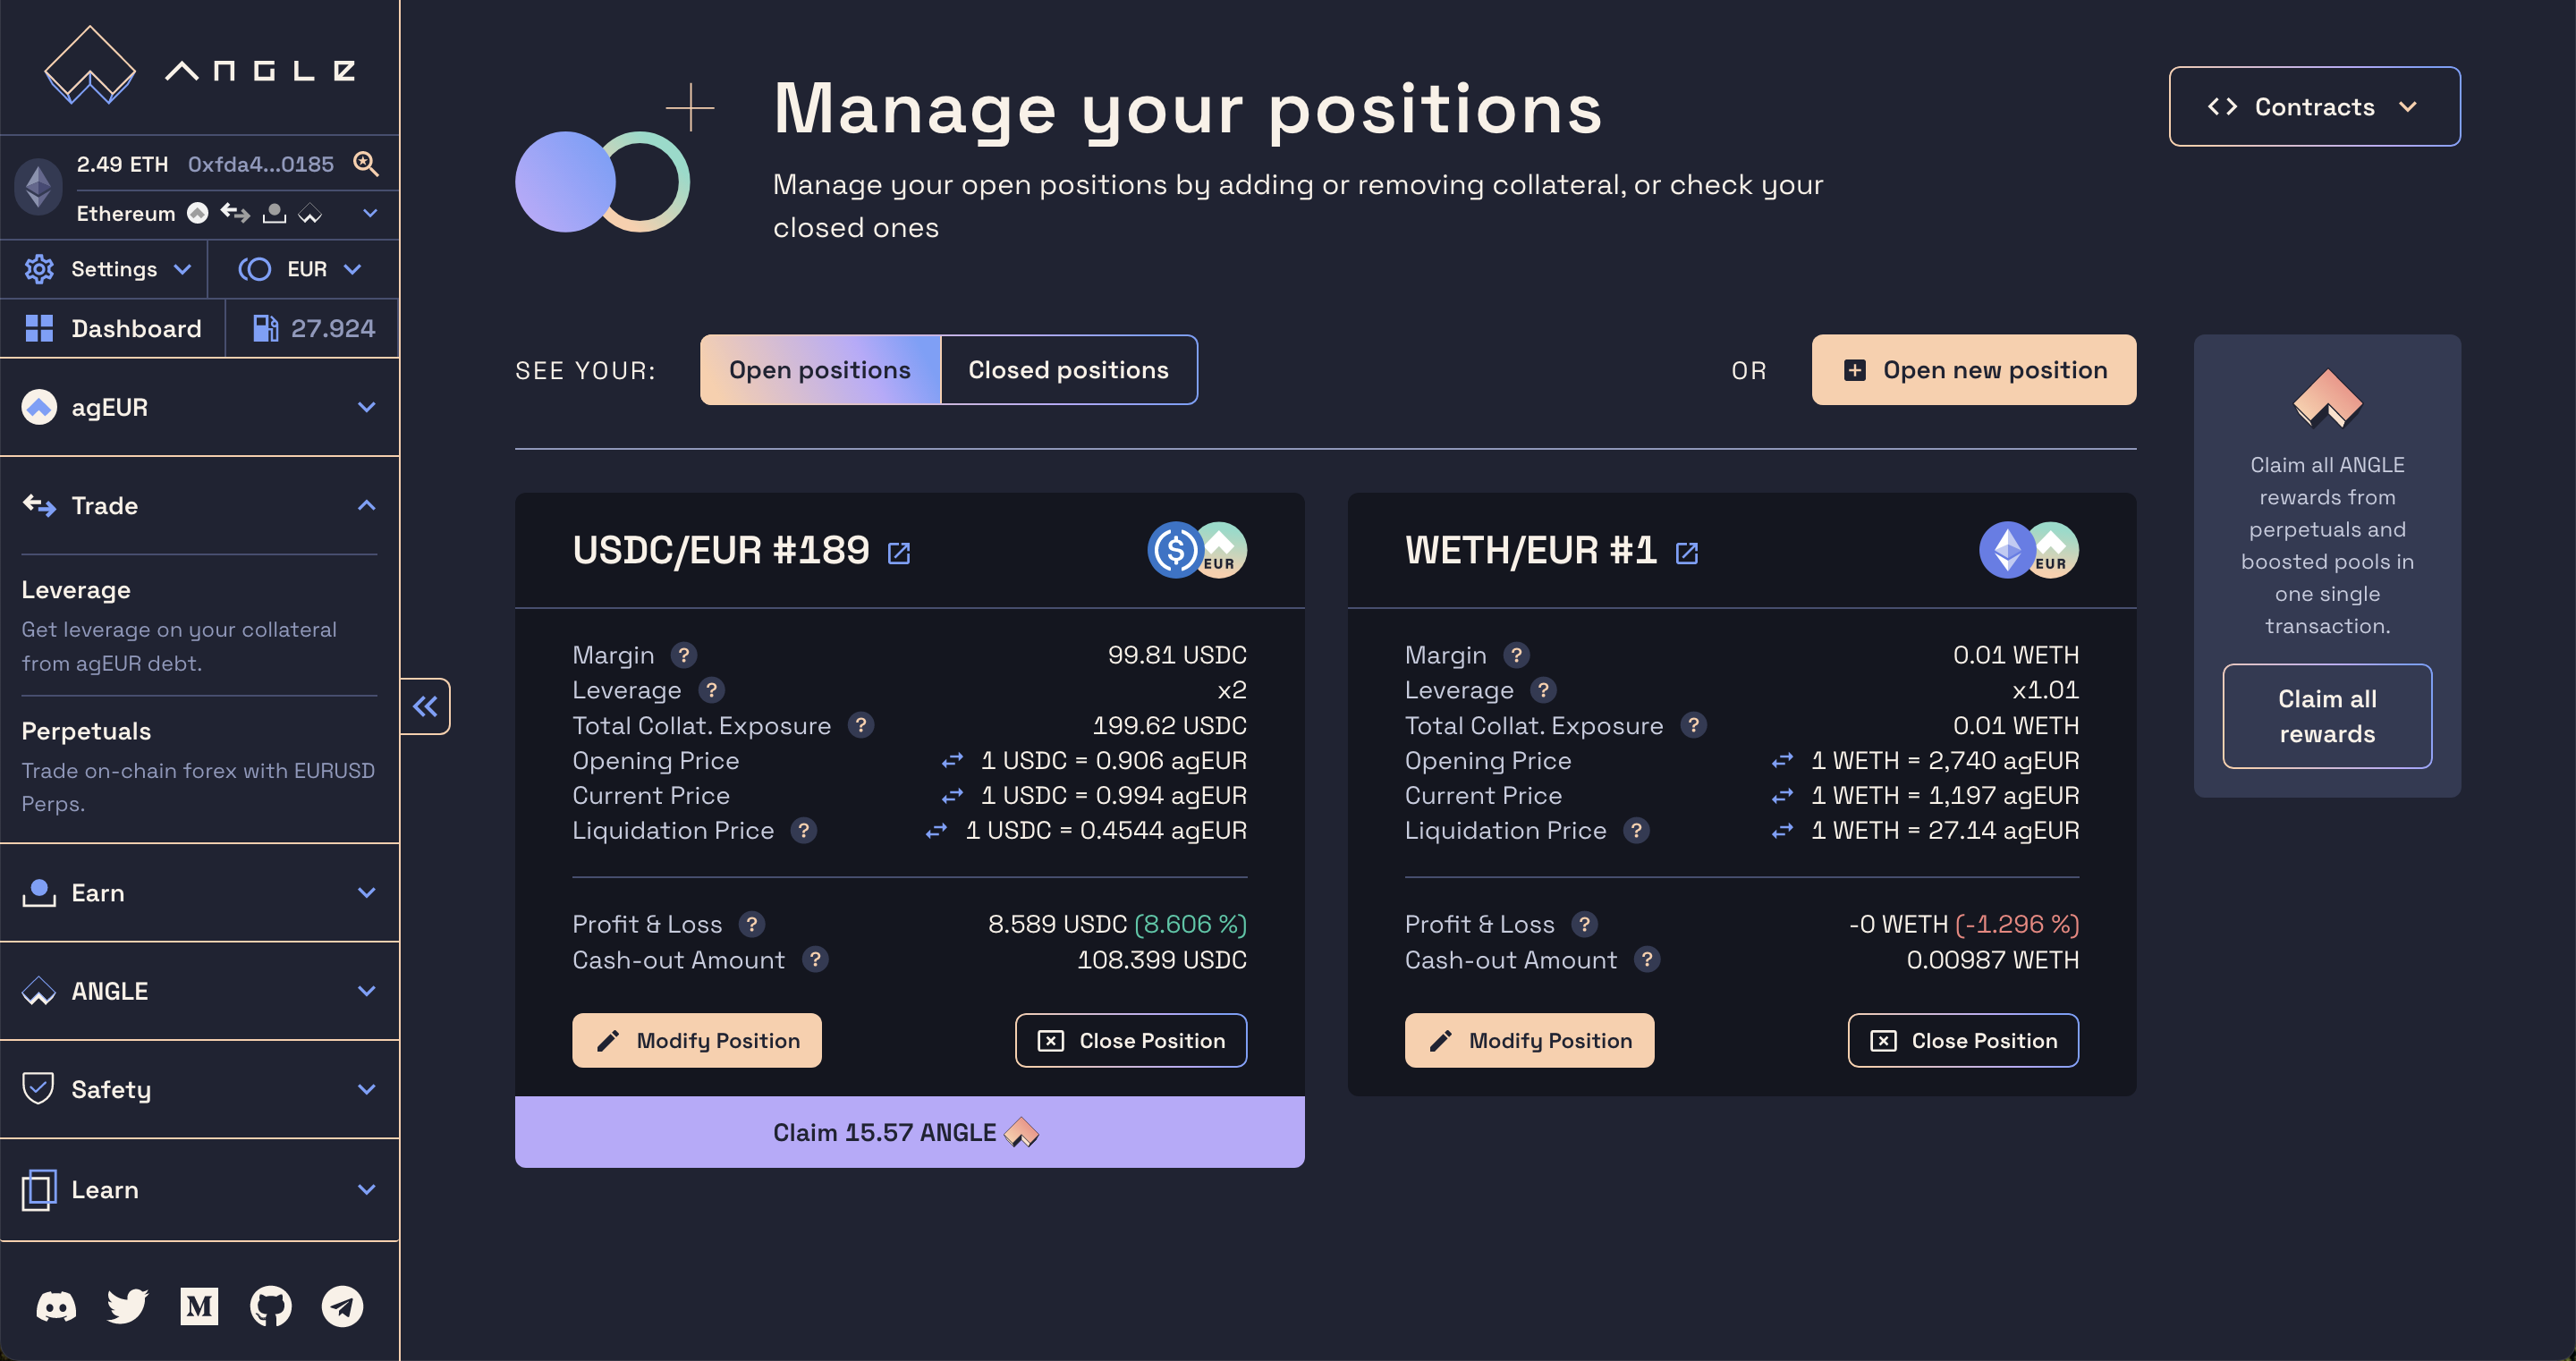 ANGLE
2.49 ETH 0xfda4...0185
Ethereum
Settings EUR
Dashboard 27.924
agEUR
Trade
Leverage
Get leverage on your collateral
from agEUR debt.
Perpetuals
Trade on-chain forex with EURUSD
Perps.
Earn
ANGLE
Safety
Learn
M
Manage your positions
Manage your open positions by adding or removing collateral, or check your
closed ones
<> Contracts
SEE YOUR: Open positions Closed positions OR Open new position
USDC/EUR #189
$ EUR
Margin ? 99.81 USDC
Leverage ? x2
Total Collat. Exposure ? 199.62 USDC
Opening Price 1 USDC = 0.906 agEUR
Current Price 1 USDC = 0.994 agEUR
Liquidation Price ? 1 USDC = 0.4544 agEUR
Profit & Loss ? 8.589 USDC (8.606 %)
Cash-out Amount ? 108.399 USDC
Modify Position Close Position
Claim 15.57 ANGLE
WETH/EUR #1
EUR
Margin ? 0.01 WETH
Leverage ? x1.01
Total Collat. Exposure ? 0.01 WETH
Opening Price 1 WETH = 2,740 agEUR
Current Price 1 WETH = 1,197 agEUR
Liquidation Price ? 1 WETH = 27.14 agEUR
Profit & Loss ? -0 WETH (-1.296 %)
Cash-out Amount ? 0.00987 WETH
Modify Position Close Position
Claim all ANGLE
rewards from
perpetuals and
boosted pools in
one single
transaction.
Claim all
rewards